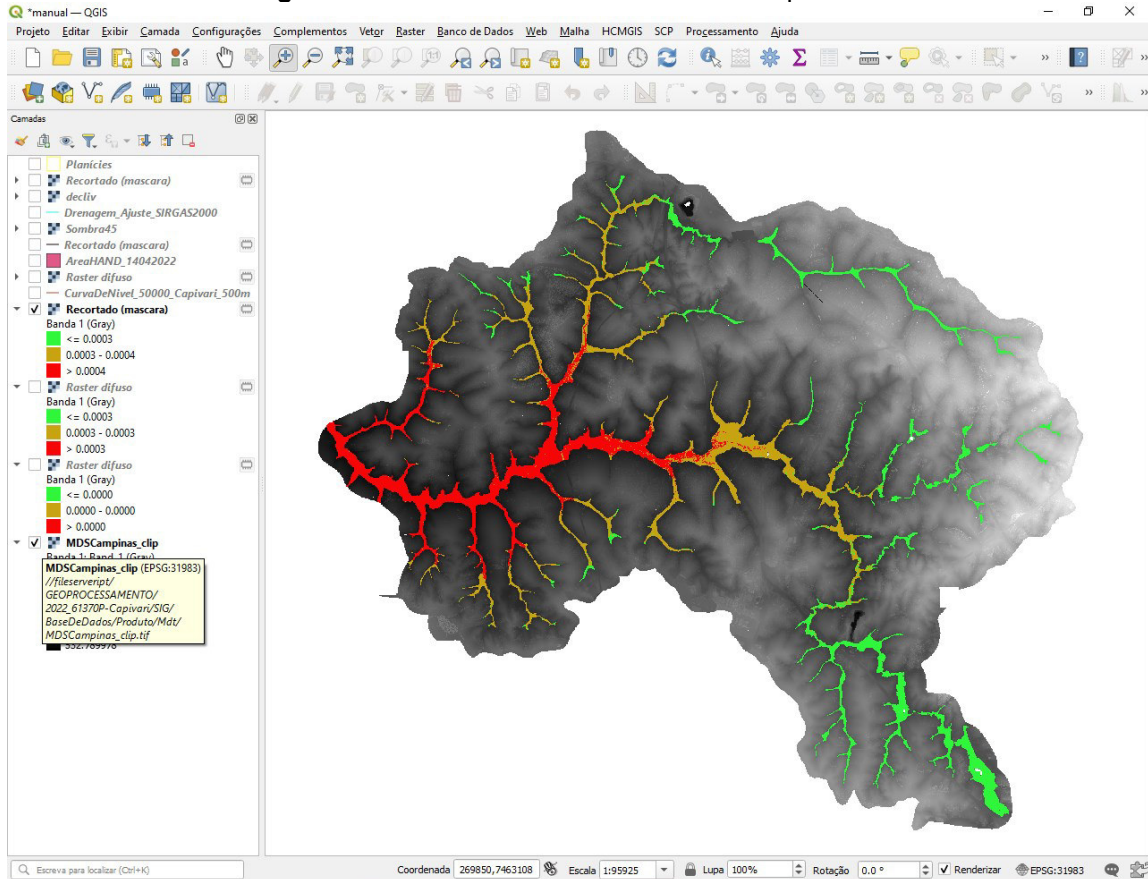 *manual — QGIS
Projeto Editar Exibir Camada Configurações Complementos Vetor Raster Banco de Dados Web Malha HCMGIS SCP Processamento Ajuda
Camadas
Planícies
Recortado (mascara)
decliv
Drenagem_Ajuste_SIRGAS2000
Sombra45
Recortado (mascara)
AreaHAND_14042022
Raster difuso
CurvaDeNivel_50000_Capivari_500m
Recortado (mascara)
Banda 1 (Gray)
<= 0.0003
0.0003 - 0.0004
> 0.0004
Raster difuso
Banda 1 (Gray)
<= 0.0003
0.0003 - 0.0003
> 0.0003
Raster difuso
Banda 1 (Gray)
<= 0.0000
0.0000 - 0.0000
> 0.0000
MDSCampinas_clip
Banda 1: Band_1 (Gray)
MDSCampinas_clip (EPSG:31983)
//fileserveript/
GEOPROCESSAMENTO/
2022_61370P-Capivari/SIG/
BaseDeDados/Produto/Mdt/
MDSCampinas_clip.tif
532.789978
Escreva para localizar (Ctrl+K) Coordenada 269850,7463108 Escala 1:95925 Lupa 100% Rotação 0.0 ° Renderizar EPSG:31983